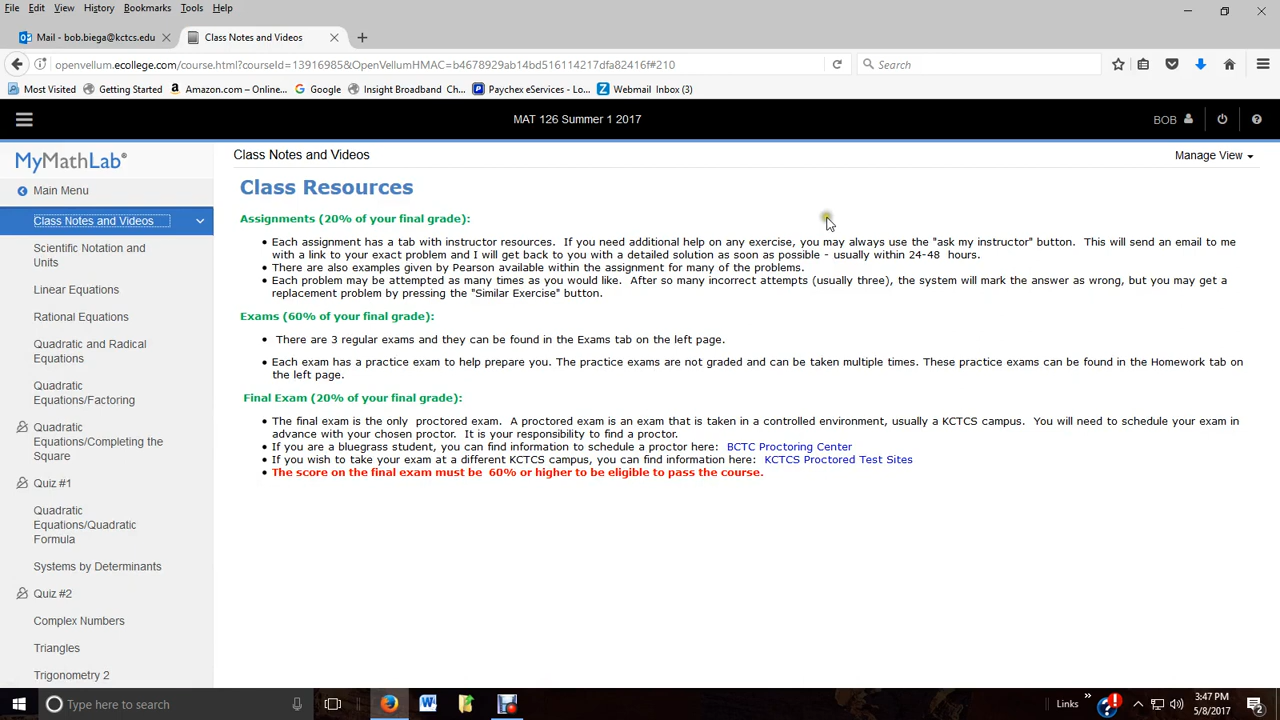 File Edit View History Bookmarks Tools Help
Mail - bob.biega@kctcs.edu
Class Notes and Videos
openvellum.ecollege.com/course.html?courseId=13916985&OpenVellumHMAC=b4678929ab14bd516114217dfa82416f#210
Search
Most Visited Getting Started Amazon.com – Online... Google Insight Broadband Ch... Paychex eServices - Lo... Webmail Inbox (3)
MAT 126 Summer 1 2017
BOB
MyMathLab®
Main Menu
Class Notes and Videos
Scientific Notation and
Units
Linear Equations
Rational Equations
Quadratic and Radical
Equations
Quadratic
Equations/Factoring
Quadratic
Equations/Completing the
Square
Quiz #1
Quadratic
Equations/Quadratic
Formula
Systems by Determinants
Quiz #2
Complex Numbers
Triangles
Trigonometry 2
Class Notes and Videos
Manage View
Class Resources
Assignments (20% of your final grade):
• Each assignment has a tab with instructor resources. If you need additional help on any exercise, you may always use the "ask my instructor" button. This will send an email to me
with a link to your exact problem and I will get back to you with a detailed solution as soon as possible - usually within 24-48 hours.
• There are also examples given by Pearson available within the assignment for many of the problems.
• Each problem may be attempted as many times as you would like. After so many incorrect attempts (usually three), the system will mark the answer as wrong, but you may get a
replacement problem by pressing the "Similar Exercise" button.
Exams (60% of your final grade):
• There are 3 regular exams and they can be found in the Exams tab on the left page.
• Each exam has a practice exam to help prepare you. The practice exams are not graded and can be taken multiple times. These practice exams can be found in the Homework tab on
the left page.
Final Exam (20% of your final grade):
• The final exam is the only proctored exam. A proctored exam is an exam that is taken in a controlled environment, usually a KCTCS campus. You will need to schedule your exam in
advance with your chosen proctor. It is your responsibility to find a proctor.
• If you are a bluegrass student, you can find information to schedule a proctor here: BCTC Proctoring Center
• If you wish to take your exam at a different KCTCS campus, you can find information here: KCTCS Proctored Test Sites
• The score on the final exam must be 60% or higher to be eligible to pass the course.
Type here to search
Links
3:47 PM
5/8/2017
2